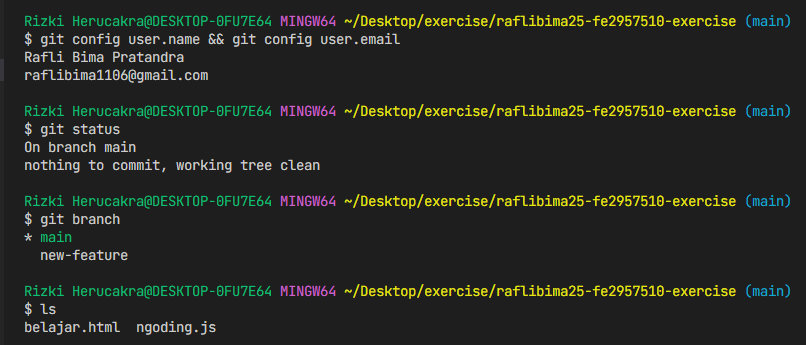 Rizki Herucakra@DESKTOP-0FU7E64 MINGW64 ~/Desktop/exercise/raflibima25-fe2957510-exercise (main)
$ git config user.name && git config user.email
Rafli Bima Pratandra
raflibima1106@gmail.com
Rizki Herucakra@DESKTOP-0FU7E64 MINGW64 ~/Desktop/exercise/raflibima25-fe2957510-exercise (main)
$ git status
On branch main
nothing to commit, working tree clean
Rizki Herucakra@DESKTOP-0FU7E64 MINGW64 ~/Desktop/exercise/raflibima25-fe2957510-exercise (main)
$ git branch
* main
  new-feature
Rizki Herucakra@DESKTOP-0FU7E64 MINGW64 ~/Desktop/exercise/raflibima25-fe2957510-exercise (main)
$ ls
belajar.html  ngoding.js